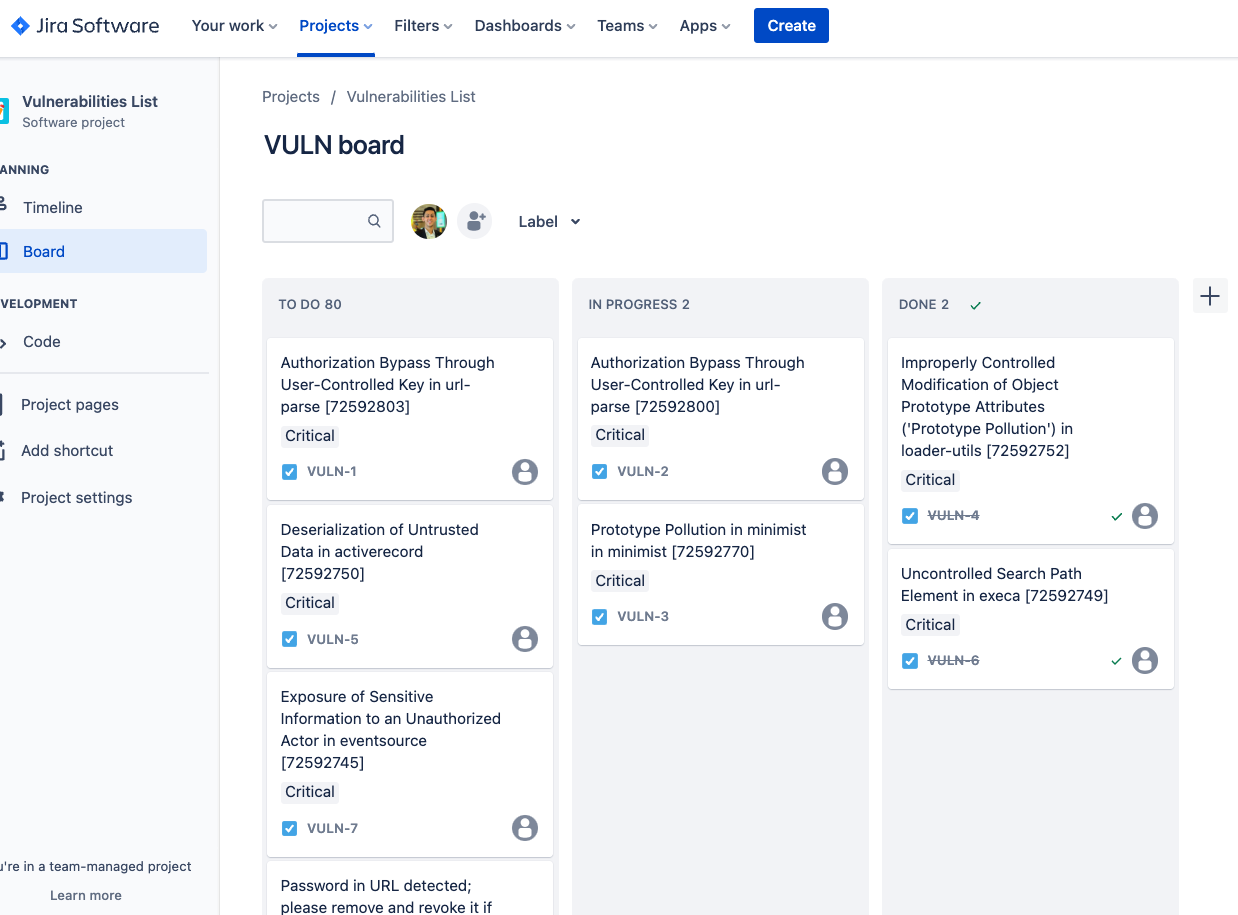 Jira Software
Your work
Projects
Filters
Dashboards
Teams
Apps
Create
Vulnerabilities List
Software project
ANNING
Timeline
Board
VELOPMENT
Code
Project pages
Add shortcut
Project settings
u're in a team-managed project
Learn more
Projects / Vulnerabilities List
VULN board
Label
TO DO 80
Authorization Bypass Through
User-Controlled Key in url-
parse [72592803]
Critical
VULN-1
Deserialization of Untrusted
Data in activerecord
[72592750]
Critical
VULN-5
Exposure of Sensitive
Information to an Unauthorized
Actor in eventsource
[72592745]
Critical
VULN-7
Password in URL detected;
please remove and revoke it if
IN PROGRESS 2
Authorization Bypass Through
User-Controlled Key in url-
parse [72592800]
Critical
VULN-2
Prototype Pollution in minimist
in minimist [72592770]
Critical
VULN-3
DONE 2
Improperly Controlled
Modification of Object
Prototype Attributes
('Prototype Pollution') in
loader-utils [72592752]
Critical
VULN-4
Uncontrolled Search Path
Element in execa [72592749]
Critical
VULN-6